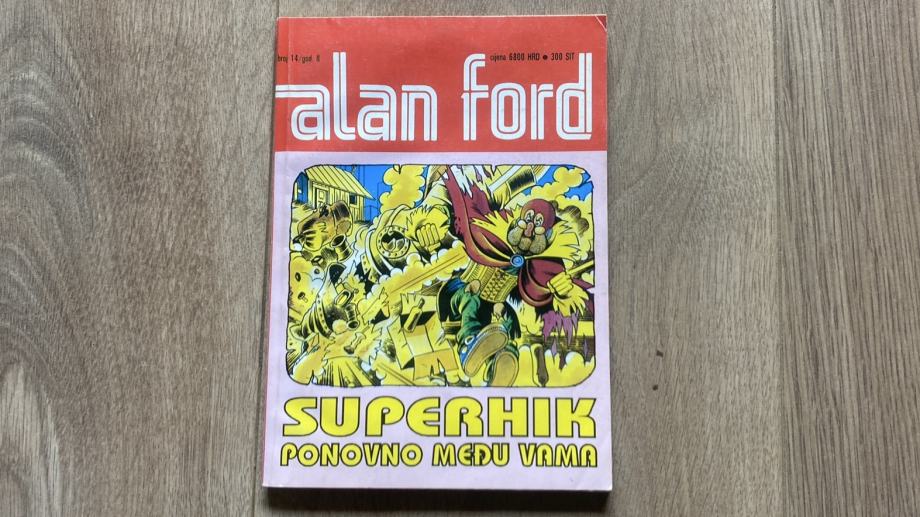 broj 14/god. 8
cijena 6800 HRD ● 300 SIT
alan ford
SUPERHIK
PONOVNO MEĐU VAMA